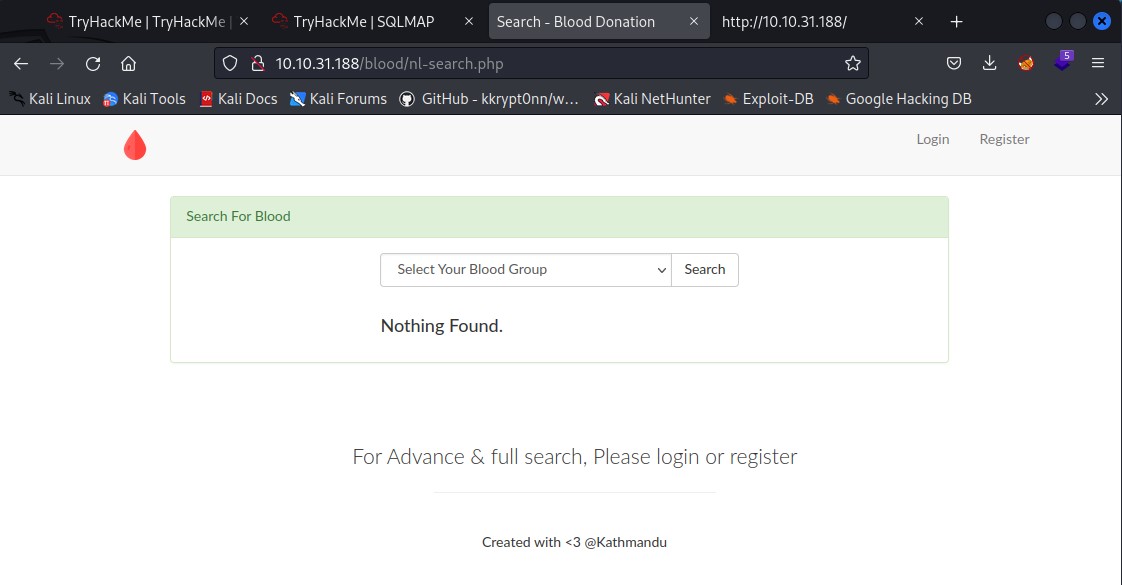 TryHackMe | TryHackMe | TryHackMe | SQLMAP Search - Blood Donation http://10.10.31.188/
10.10.31.188/blood/nl-search.php 5
Kali Linux Kali Tools Kali Docs Kali Forums GitHub - kkrypt0nn/w... Kali NetHunter Exploit-DB Google Hacking DB
Login Register
Search For Blood
Select Your Blood Group Search
Nothing Found.
For Advance & full search, Please login or register
Created with <3 @Kathmandu